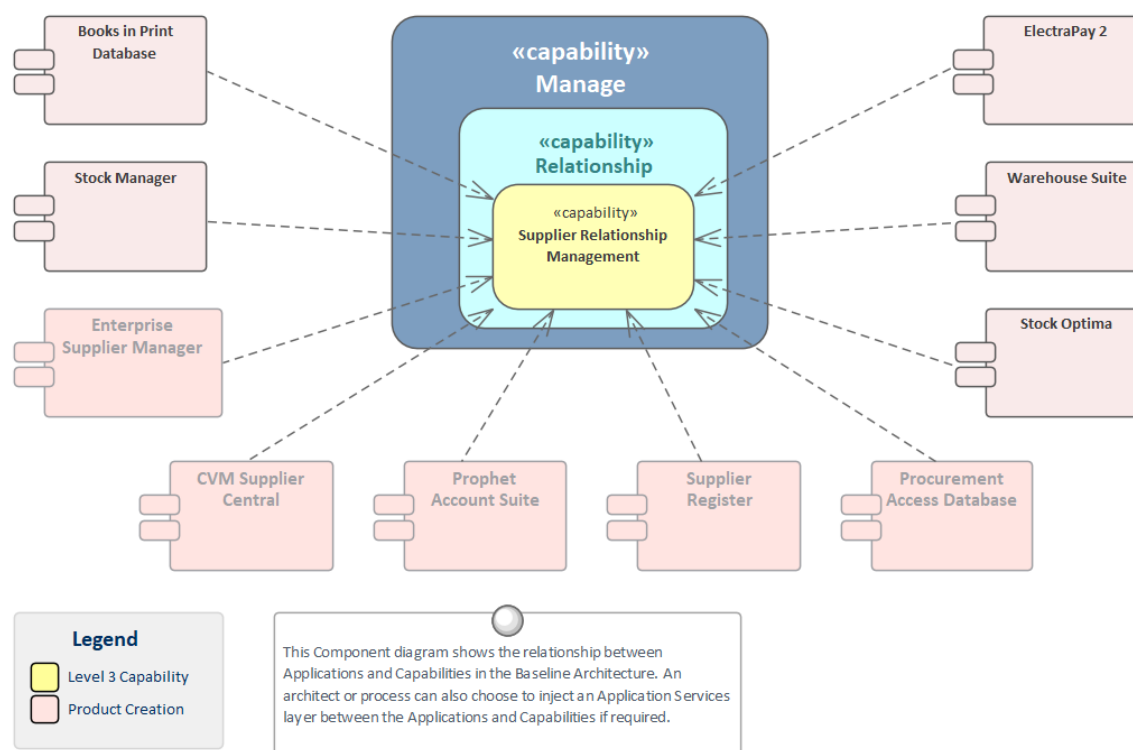 Books in Print
Database
«capability»
Manage
ElectraPay 2
«capability»
Relationship
Stock Manager
Warehouse Suite
«capability»
Supplier Relationship
Management
Enterprise
Supplier Manager
Stock Optima
CVM Supplier
Central
Prophet
Account Suite
Supplier
Register
Procurement
Access Database
Legend
Level 3 Capability
Product Creation
This Component diagram shows the relationship between
Applications and Capabilities in the Baseline Architecture. An
architect or process can also choose to inject an Application Services
layer between the Applications and Capabilities if required.